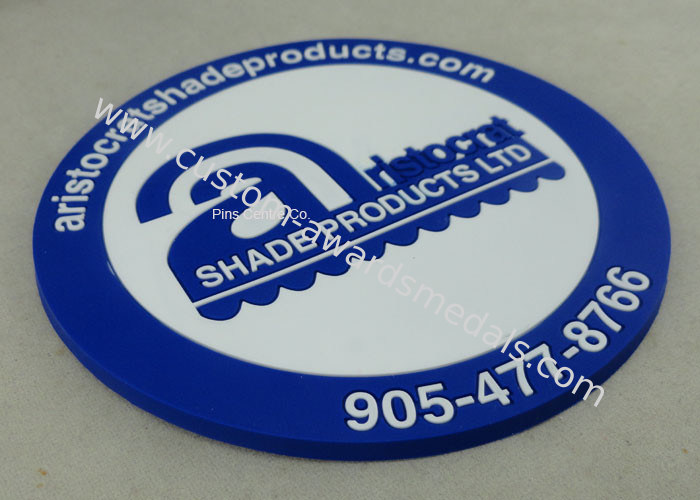 aristocratshadeproducts.com
aristocrat
SHADE PRODUCTS LTD
905-477-8766
www.custom-awardsmedals.com
Pins Centre Co.